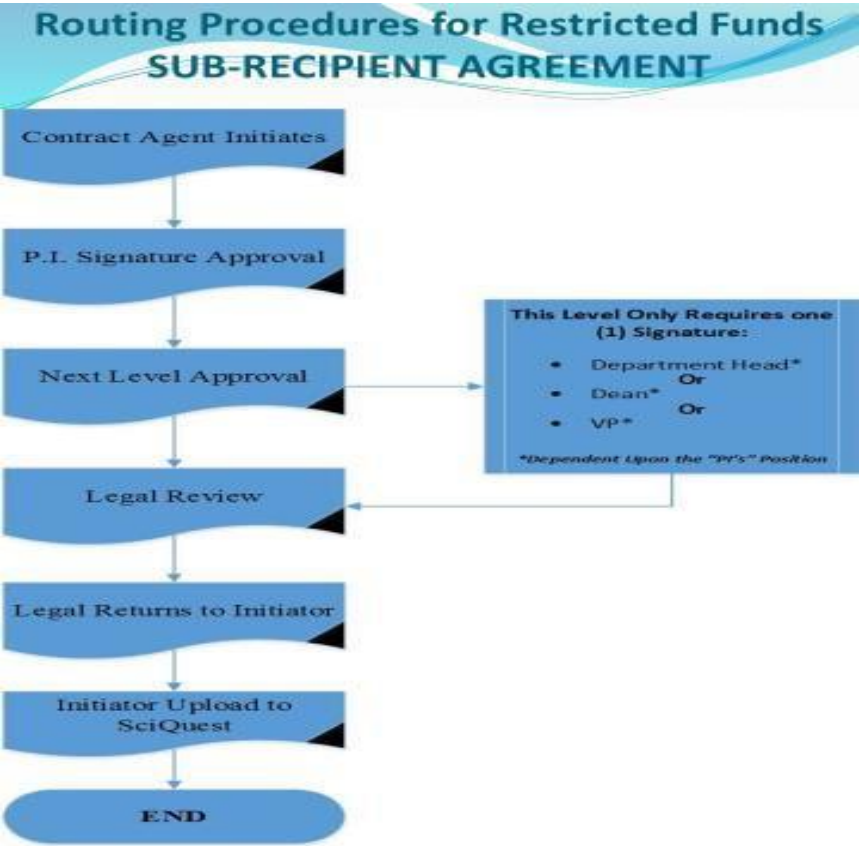 Routing Procedures for Restricted Funds
SUB-RECIPIENT AGREEMENT
Contract Agent Initiates
P.I. Signature Approval
Next Level Approval
This Level Only Requires one
(1) Signature:
• Department Head*
Or
• Dean*
Or
• VP*
*Dependent Upon the "PI's" Position
Legal Review
Legal Returns to Initiator
Initiator Upload to
SciQuest
END